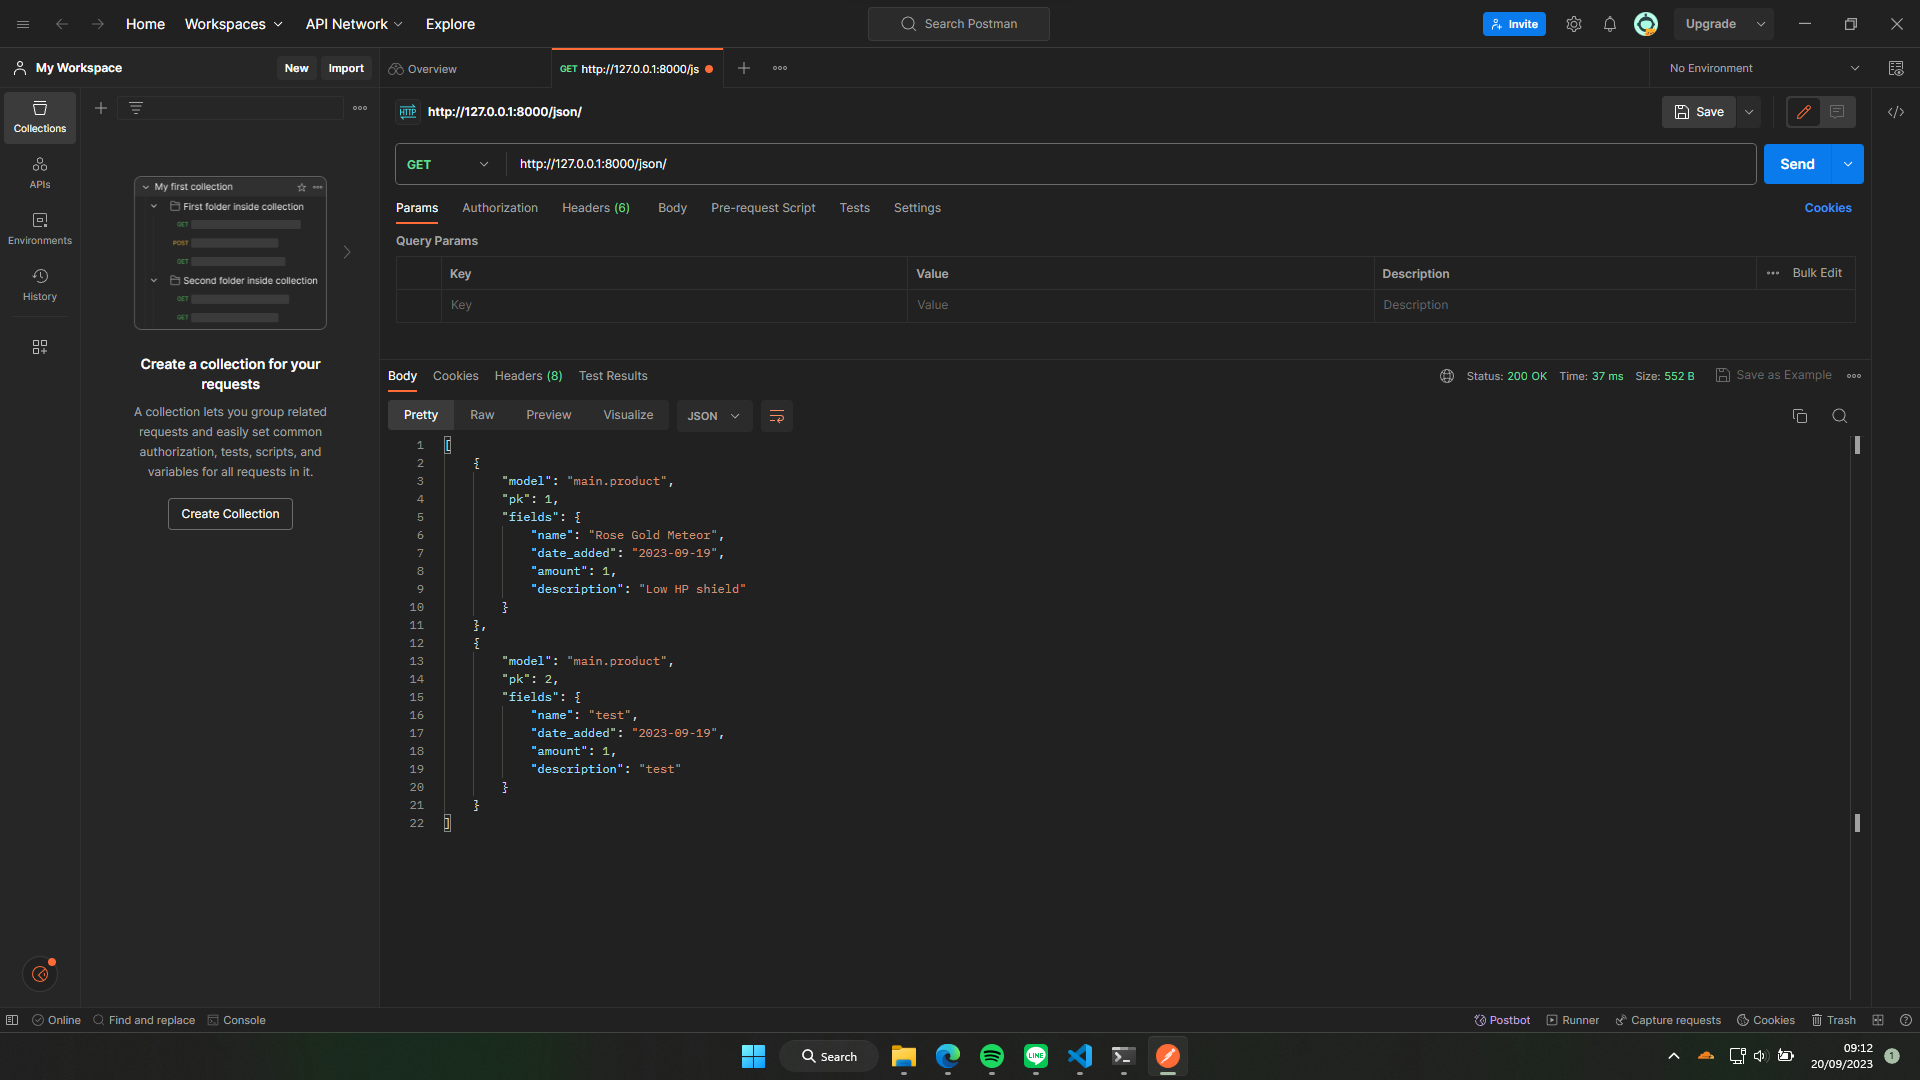 Home Workspaces API Network Explore Search Postman Invite Upgrade
My Workspace New Import Overview GET http://127.0.0.1:8000/js No Environment
Collections
APIs
Environments
History
My first collection
First folder inside collection
GET
POST
GET
Second folder inside collection
GET
GET
Create a collection for your
requests
A collection lets you group related
requests and easily set common
authorization, tests, scripts, and
variables for all requests in it.
Create Collection
HTTP http://127.0.0.1:8000/json/ Save
GET http://127.0.0.1:8000/json/ Send
Params Authorization Headers (6) Body Pre-request Script Tests Settings Cookies
Query Params
Key Value Description Bulk Edit
Key Value Description
Body Cookies Headers (8) Test Results Status: 200 OK Time: 37 ms Size: 552 B Save as Example
Pretty Raw Preview Visualize JSON
1 [
2 {
3 "model": "main.product",
4 "pk": 1,
5 "fields": {
6 "name": "Rose Gold Meteor",
7 "date_added": "2023-09-19",
8 "amount": 1,
9 "description": "Low HP shield"
10 }
11 },
12 {
13 "model": "main.product",
14 "pk": 2,
15 "fields": {
16 "name": "test",
17 "date_added": "2023-09-19",
18 "amount": 1,
19 "description": "test"
20 }
21 }
22 ]
Online Find and replace Console Postbot Runner Capture requests Cookies Trash
Search LINE 09:12
20/09/2023 1